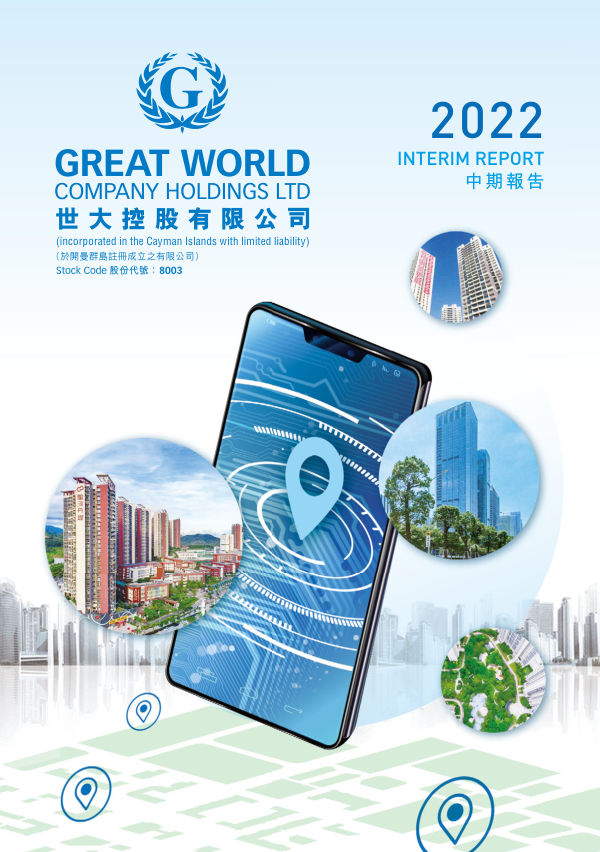 G
GREAT WORLD
COMPANY HOLDINGS LTD
世大控股有限公司
(incorporated in the Cayman Islands with limited liability)
(於開曼群島註冊成立之有限公司)
Stock Code 股份代號：8003
2022
INTERIM REPORT
中期報告